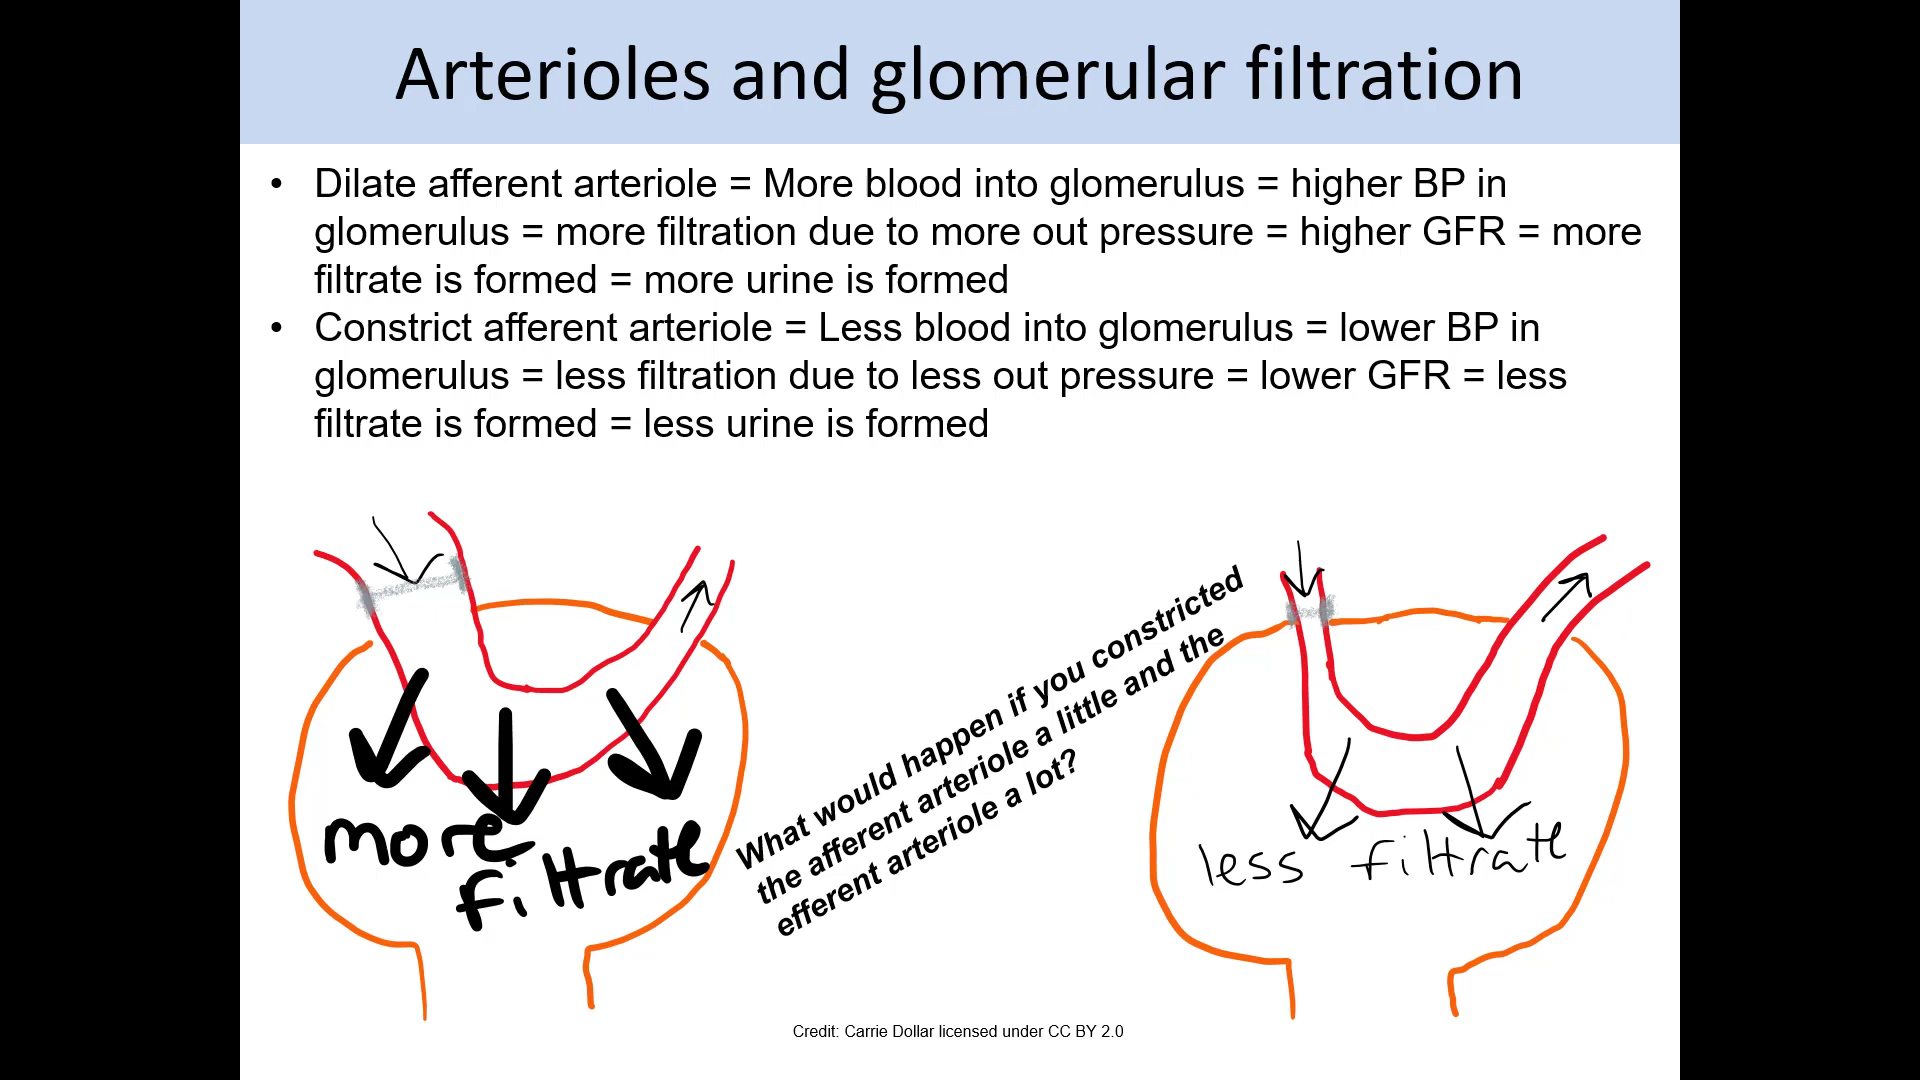 Arterioles and glomerular filtration
• Dilate afferent arteriole = More blood into glomerulus = higher BP in
glomerulus = more filtration due to more out pressure = higher GFR = more
filtrate is formed = more urine is formed
• Constrict afferent arteriole = Less blood into glomerulus = lower BP in
glomerulus = less filtration due to less out pressure = lower GFR = less
filtrate is formed = less urine is formed
more
filtrate
What would happen if you constricted
the afferent arteriole a little and the
efferent arteriole a lot?
less filtrate
Credit: Carrie Dollar licensed under CC BY 2.0